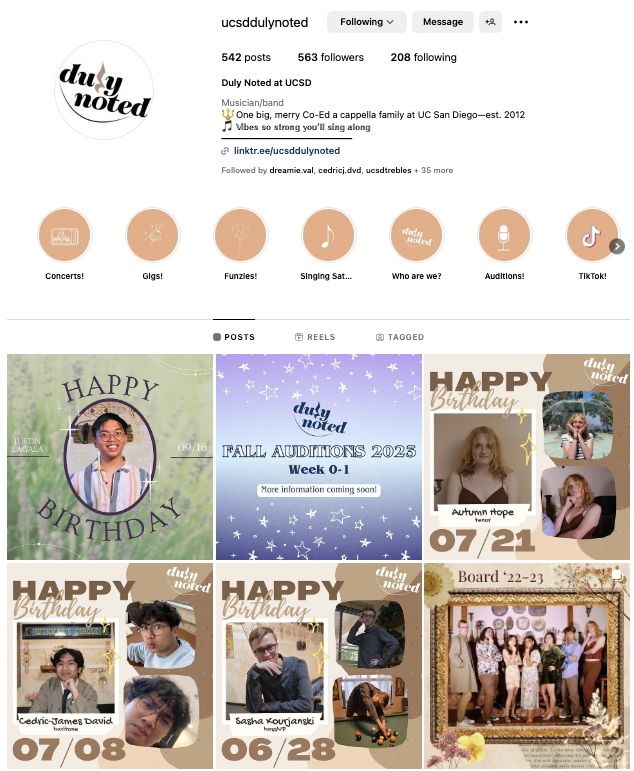 ucsddulynoted
Following
Message
542 posts
563 followers
208 following
duly
noted
Duly Noted at UCSD
Musician/band
One big, merry Co-Ed a cappella family at UC San Diego—est. 2012
Vibes so strong you'll sing along
linktr.ee/ucsddulynoted
Followed by dreamie.val, cedricj.dvd, ucsdtrebles + 35 more
duly
noted
Concerts!
Gigs!
Funzies!
Singing Sat...
Who are we?
Auditions!
TikTok!
POSTS
REELS
TAGGED
HAPPY
JUSTIN
LAGALA
09/16
BIRTHDAY
duly
noted
FALL AUDITIONS 2023
Week 0-1
More information coming soon!
duly
noted
HAPPY
Birthday
Autumn Hope
tenor
07/21
duly
noted
HAPPY
Birthday
Cedric-James David
baritone
07/08
duly
noted
HAPPY
Birthday
Sasha Kourjanski
bass/VP
06/28
Board '22-23